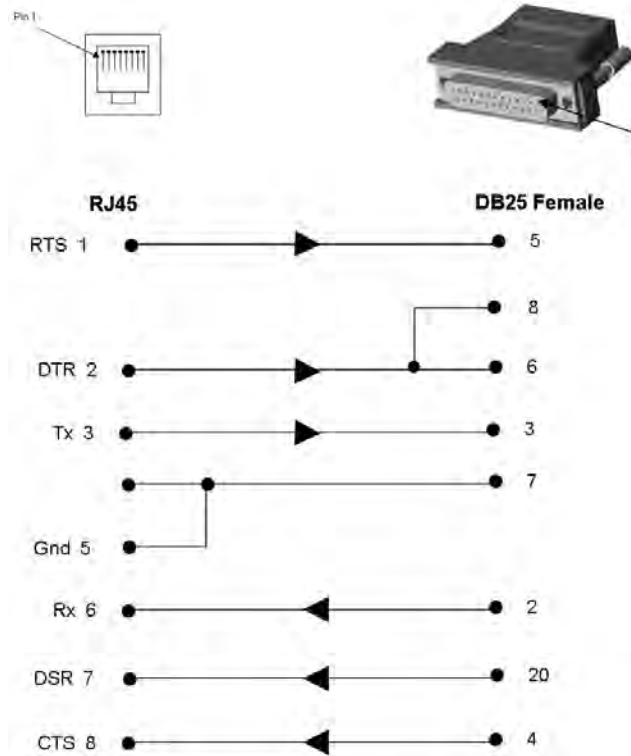 Pin 1
RJ45 DB25 Female
RTS 1 5
8
DTR 2 6
Tx 3 3
7
Gnd 5
Rx 6 2
DSR 7 20
CTS 8 4